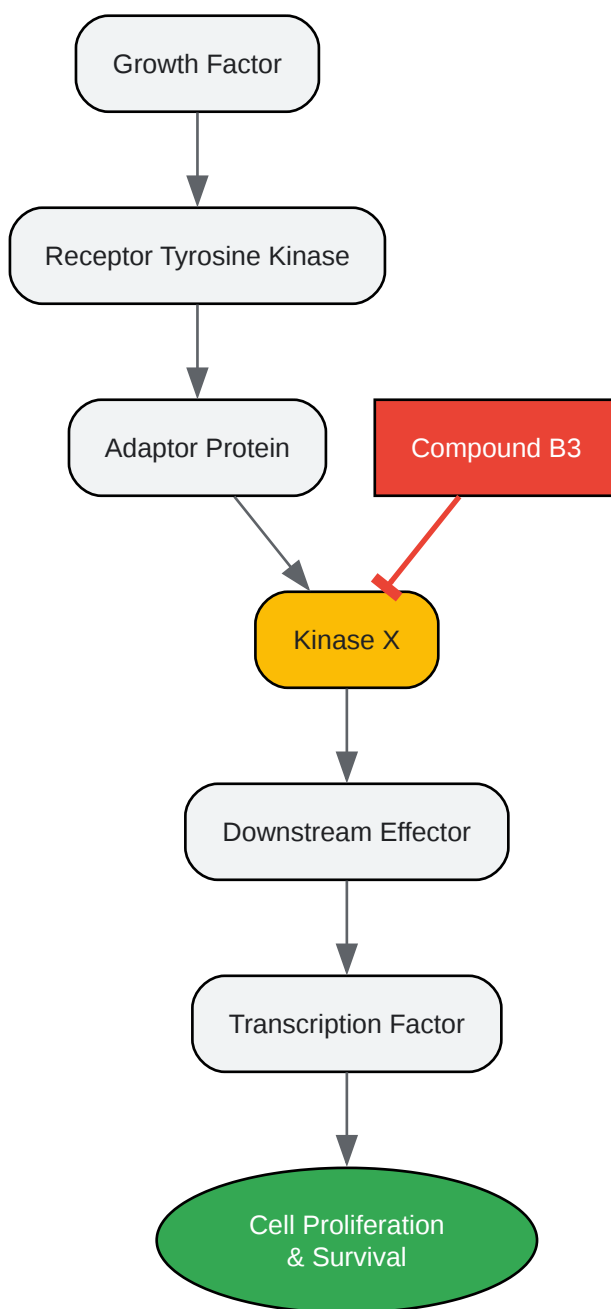 Growth Factor
Receptor Tyrosine Kinase
Adaptor Protein
Compound B3
Kinase X
Downstream Effector
Transcription Factor
Cell Proliferation
& Survival